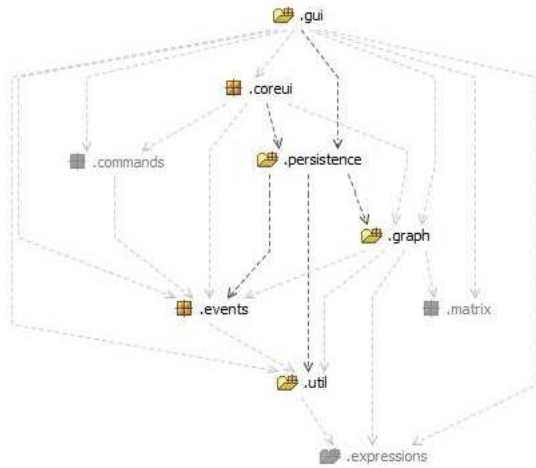 .gui
.coreui
.commands
.persistence
.graph
.events
.matrix
.util
.expressions